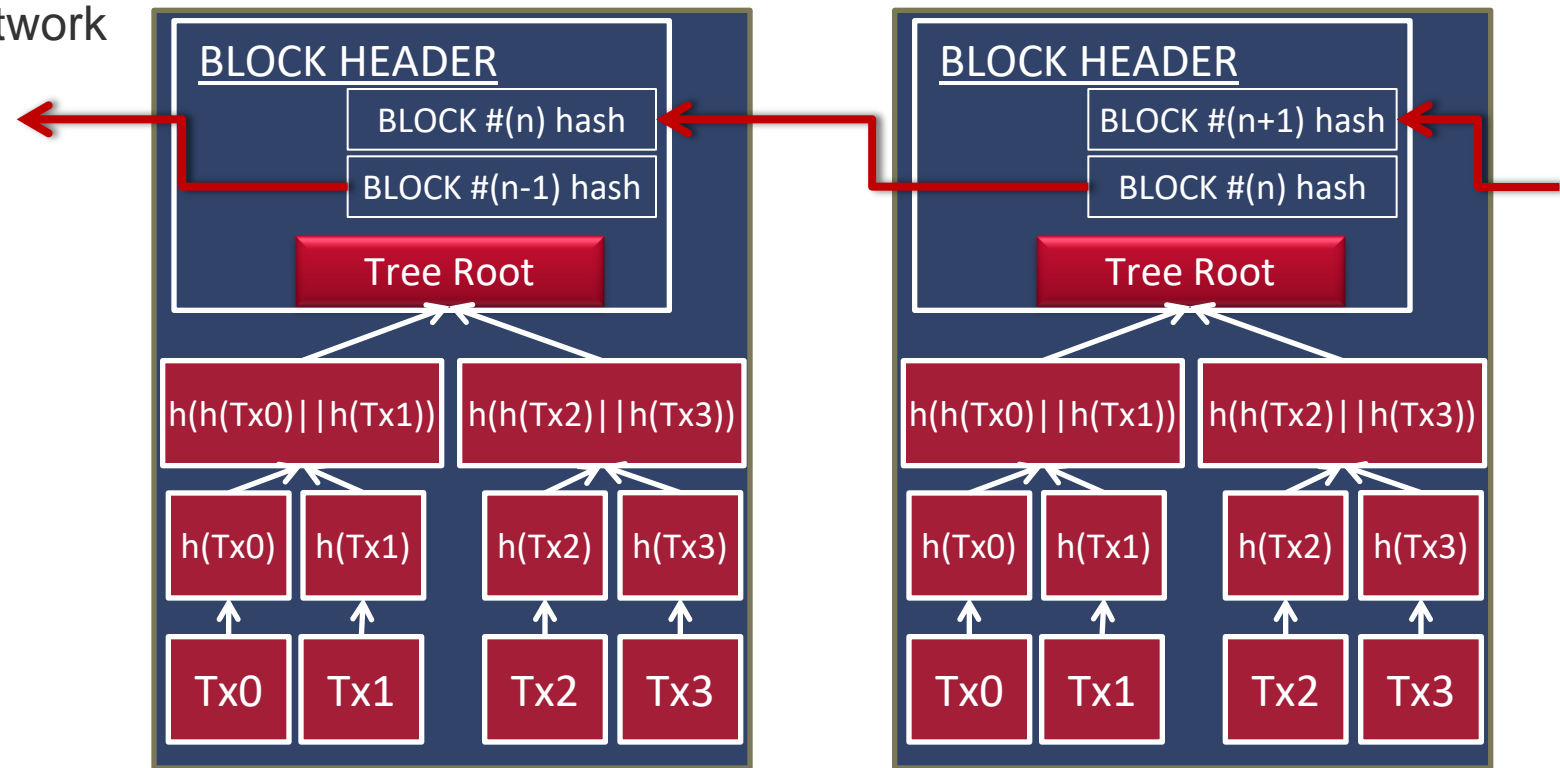 twork
BLOCK HEADER
BLOCK #(n) hash
BLOCK #(n-1) hash
Tree Root
h(h(Tx0)||h(Tx1))
h(h(Tx2)||h(Tx3))
h(Tx0)
h(Tx1)
h(Tx2)
h(Tx3)
Tx0
Tx1
Tx2
Tx3
BLOCK HEADER
BLOCK #(n+1) hash
BLOCK #(n) hash
Tree Root
h(h(Tx0)||h(Tx1))
h(h(Tx2)||h(Tx3))
h(Tx0)
h(Tx1)
h(Tx2)
h(Tx3)
Tx0
Tx1
Tx2
Tx3